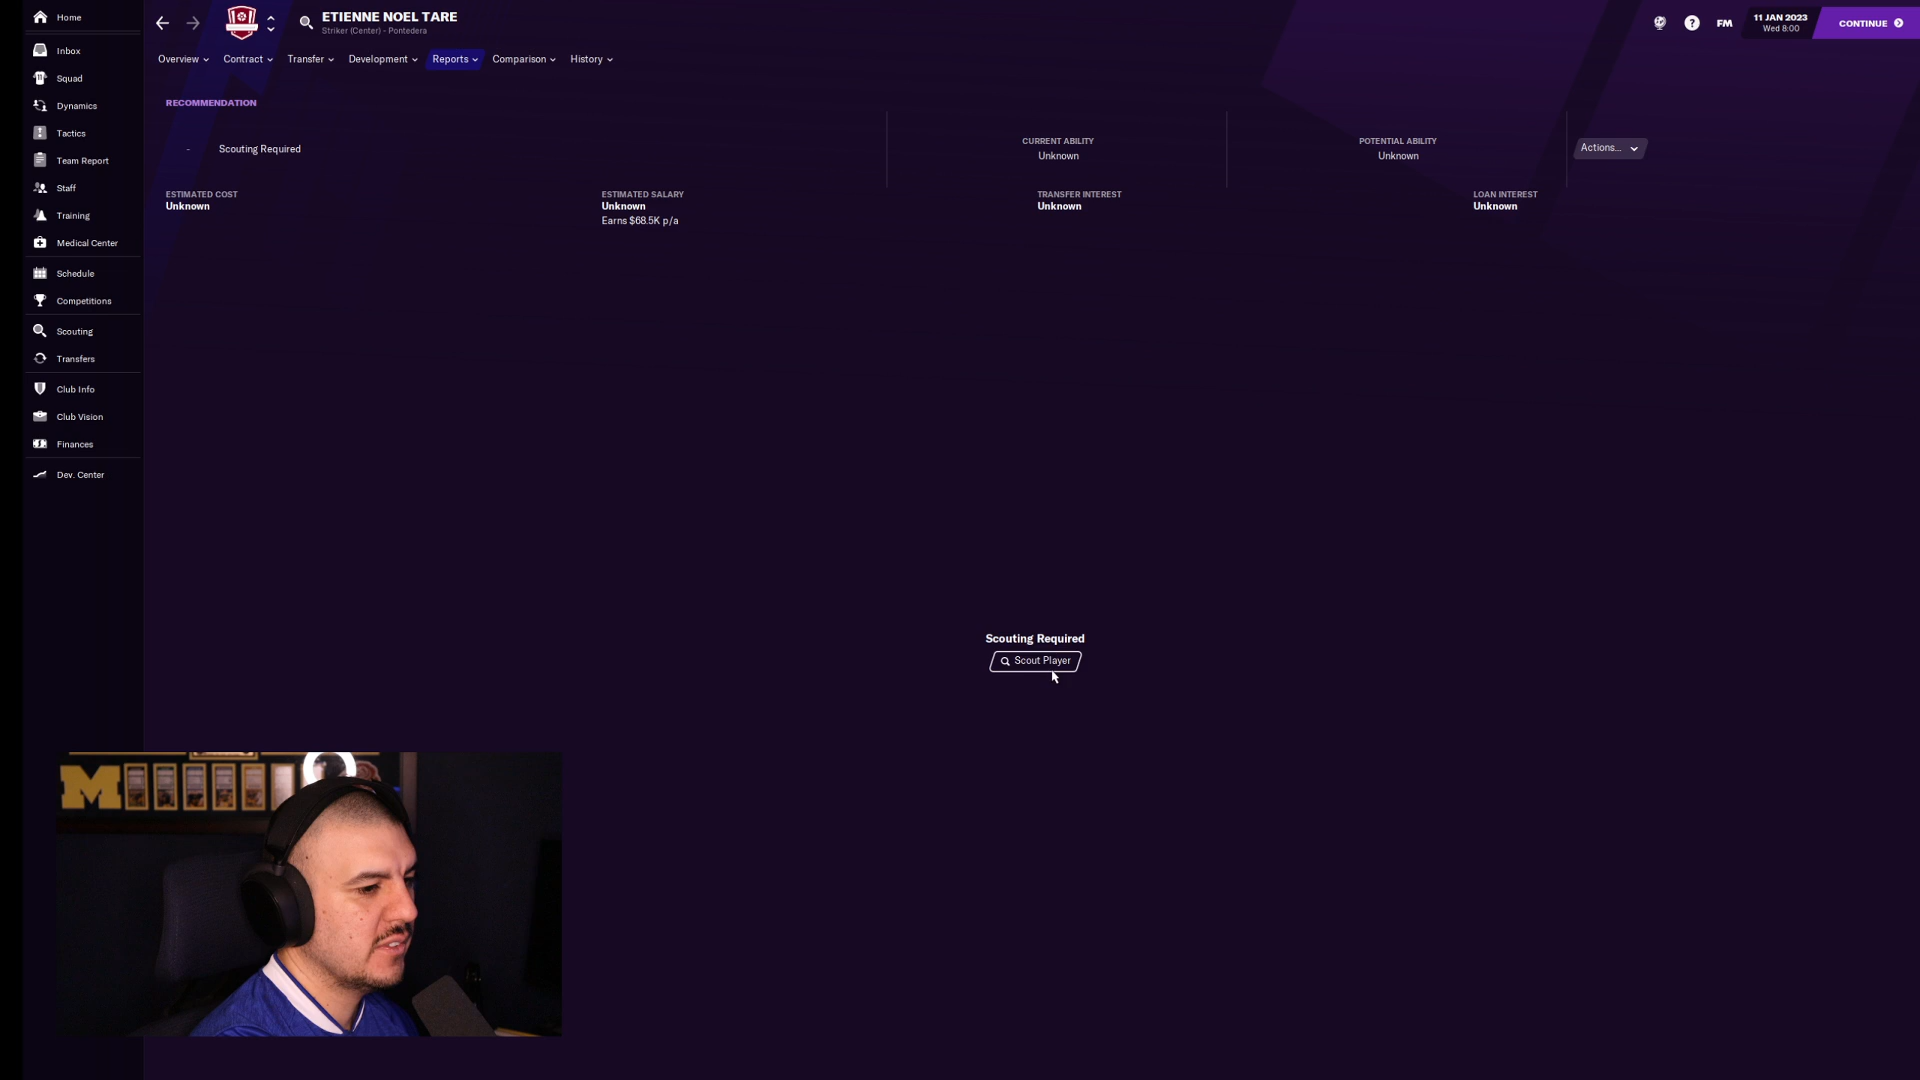 Home
Inbox
Squad
Dynamics
Tactics
Team Report
Staff
Training
Medical Center
Schedule
Competitions
Scouting
Transfers
Club Info
Club Vision
Finances
Dev. Center
ETIENNE NOEL TARE
Striker (Center) - Pontedera
FM
11 JAN 2023
Wed 8:00
CONTINUE
Overview
Contract
Transfer
Development
Reports
Comparison
History
RECOMMENDATION
- Scouting Required
CURRENT ABILITY
Unknown
POTENTIAL ABILITY
Unknown
Actions...
ESTIMATED COST
Unknown
ESTIMATED SALARY
Unknown
Earns $68.5K p/a
TRANSFER INTEREST
Unknown
LOAN INTEREST
Unknown
Scouting Required
Scout Player
M